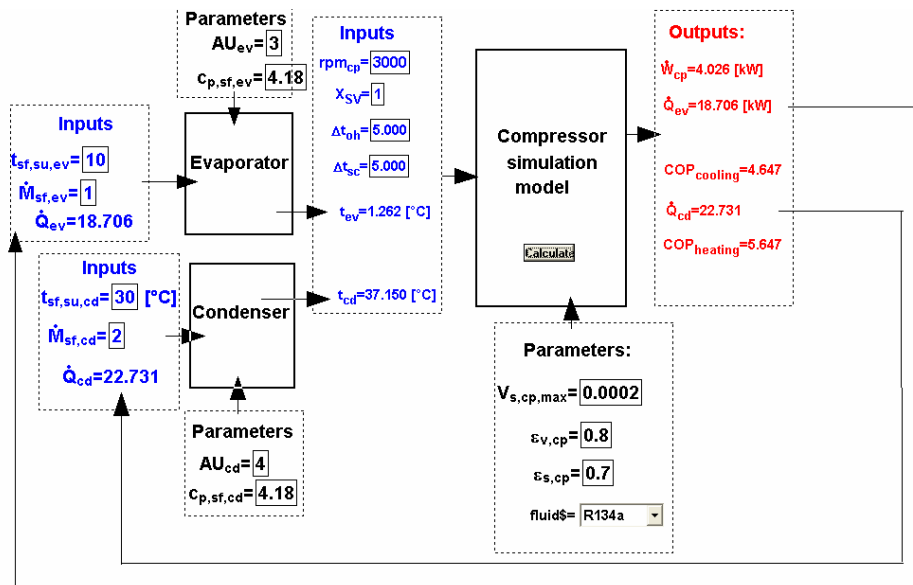 Parameters
AUev= 3
cp,sf,ev= 4.18
Inputs
tsf,su,ev= 10
Ṁsf,ev= 1
Q̇ev=18.706
Evaporator
Inputs
rpmcp= 3000
XSV= 1
Δtoh= 5.000
Δtsc= 5.000
tev=1.262 [°C]
tcd=37.150 [°C]
Compressor
simulation
model
Calculate
Outputs:
Ẇcp=4.026 [kW]
Q̇ev=18.706 [kW]
COPcooling=4.647
Q̇cd=22.731
COPheating=5.647
Inputs
tsf,su,cd= 30 [°C]
Ṁsf,cd= 2
Q̇cd=22.731
Condenser
Parameters
AUcd= 4
cp,sf,cd= 4.18
Parameters:
Vs,cp,max= 0.0002
εv,cp= 0.8
εs,cp= 0.7
fluid$= R134a